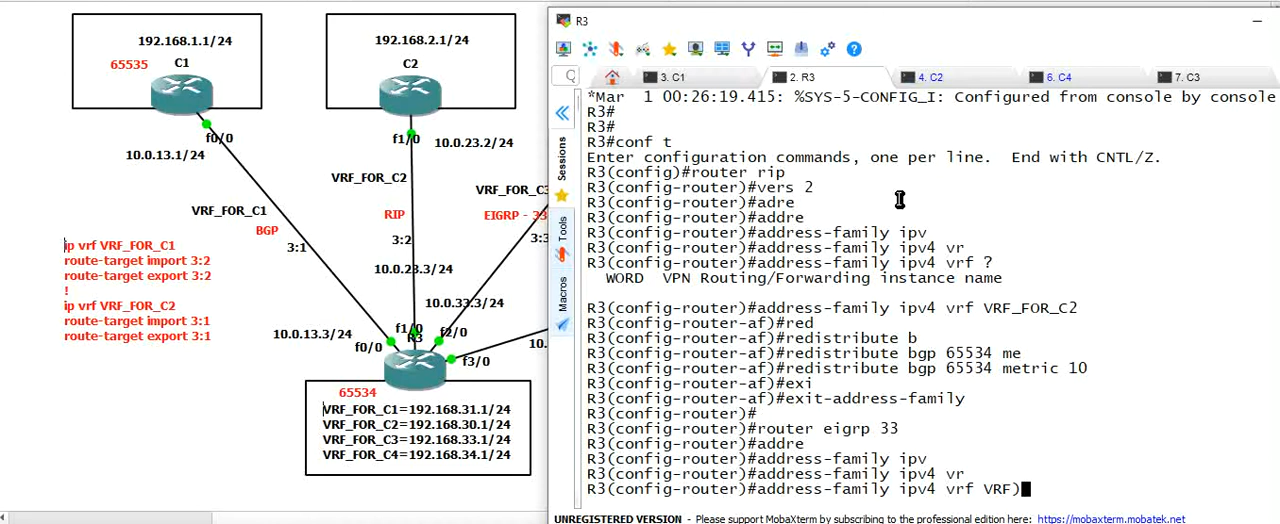 192.168.1.1/24
C1
65535
f0/0
10.0.13.1/24
VRF_FOR_C1
BGP
3:1
ip vrf VRF_FOR_C1
route-target import 3:2
route-target export 3:2
!
ip vrf VRF_FOR_C2
route-target import 3:1
route-target export 3:1
192.168.2.1/24
C2
f1/0
10.0.23.2/24
VRF_FOR_C2
RIP
3:2
10.0.23.3/24
VRF_FOR_C3
EIGRP - 33
3:3
10.0.33.3/24
10.0.13.3/24
f0/0
f1/0
R3
f2/0
f3/0
10.
65534
VRF_FOR_C1=192.168.31.1/24
VRF_FOR_C2=192.168.30.1/24
VRF_FOR_C3=192.168.33.1/24
VRF_FOR_C4=192.168.34.1/24
R3
3. C1
2. R3
4. C2
6. C4
7. C3
Sessions
Tools
Macros
*Mar  1 00:26:19.415: %SYS-5-CONFIG_I: Configured from console by console
R3#
R3#
R3#conf t
Enter configuration commands, one per line.  End with CNTL/Z.
R3(config)#router rip
R3(config-router)#vers 2
R3(config-router)#adre
R3(config-router)#addre
R3(config-router)#address-family ipv
R3(config-router)#address-family ipv4 vr
R3(config-router)#address-family ipv4 vrf ?
WORD  VPN Routing/Forwarding instance name
R3(config-router)#address-family ipv4 vrf VRF_FOR_C2
R3(config-router-af)#red
R3(config-router-af)#redistribute b
R3(config-router-af)#redistribute bgp 65534 me
R3(config-router-af)#redistribute bgp 65534 metric 10
R3(config-router-af)#exi
R3(config-router-af)#exit-address-family
R3(config-router)#
R3(config-router)#router eigrp 33
R3(config-router)#addre
R3(config-router)#address-family ipv
R3(config-router)#address-family ipv4 vr
R3(config-router)#address-family ipv4 vrf VRF)
UNREGISTERED VERSION - Please support MobaXterm by subscribing to the professional edition here: https://mobaxterm.mobatek.net